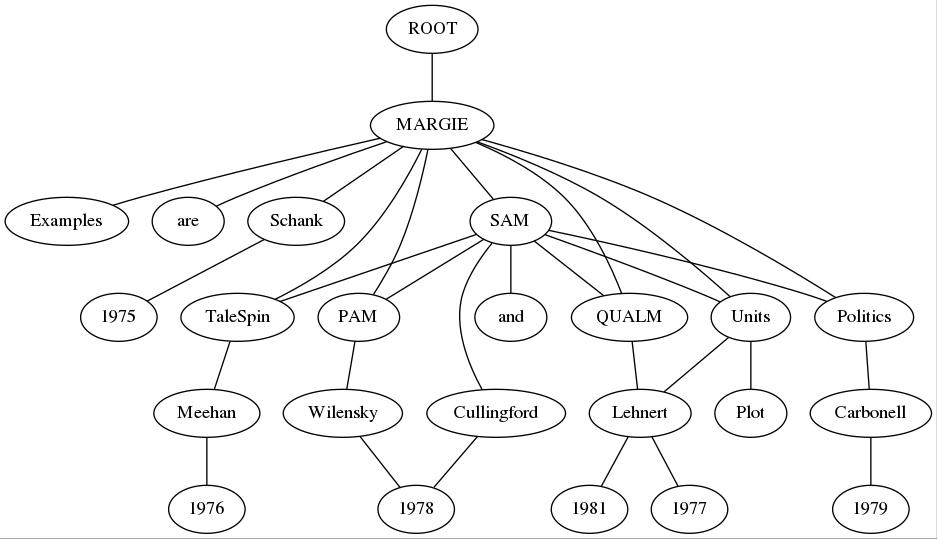 ROOT
MARGIE
Examples are Schank SAM
1975 TaleSpin PAM and QUALM Units Politics
Meehan Wilensky Cullingford Lehnert Plot Carbonell
1976 1978 1981 1977 1979